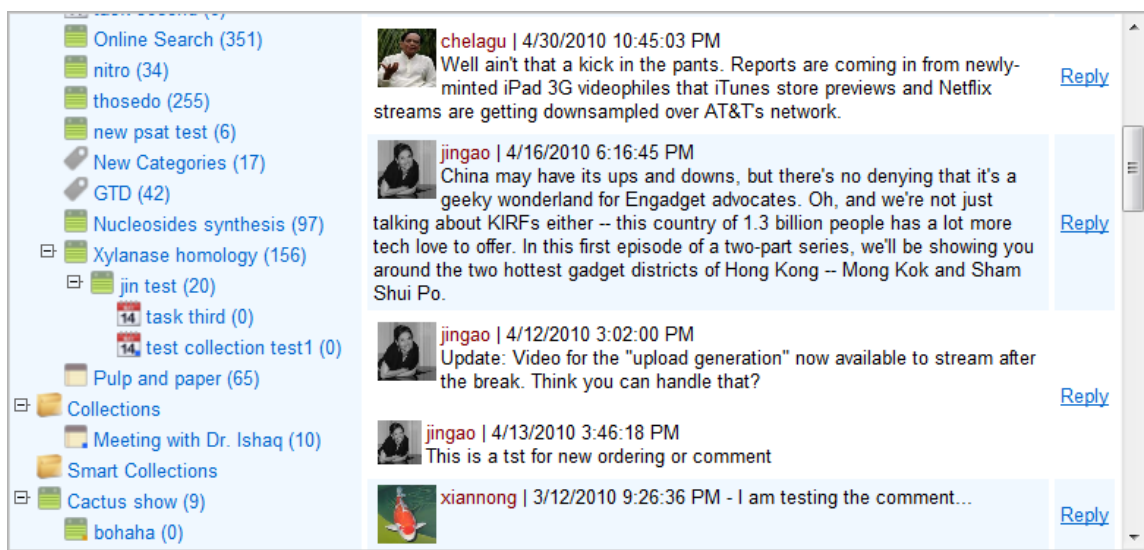 Online Search (351)
nitro (34)
thosedo (255)
new psat test (6)
New Categories (17)
GTD (42)
Nucleosides synthesis (97)
Xylanase homology (156)
jin test (20)
task third (0)
test collection test1 (0)
Pulp and paper (65)
Collections
Meeting with Dr. Ishaq (10)
Smart Collections
Cactus show (9)
bohaha (0)
chelagu | 4/30/2010 10:45:03 PM
Well ain't that a kick in the pants. Reports are coming in from newly-
minted iPad 3G videophiles that iTunes store previews and Netflix
streams are getting downsampled over AT&T's network.
Reply
jingao | 4/16/2010 6:16:45 PM
China may have its ups and downs, but there's no denying that it's a
geeky wonderland for Engadget advocates. Oh, and we're not just
talking about KIRFs either -- this country of 1.3 billion people has a lot more
tech love to offer. In this first episode of a two-part series, we'll be showing you
around the two hottest gadget districts of Hong Kong -- Mong Kok and Sham
Shui Po.
Reply
jingao | 4/12/2010 3:02:00 PM
Update: Video for the "upload generation" now available to stream after
the break. Think you can handle that?
Reply
jingao | 4/13/2010 3:46:18 PM
This is a tst for new ordering or comment
xiannong | 3/12/2010 9:26:36 PM - I am testing the comment...
Reply